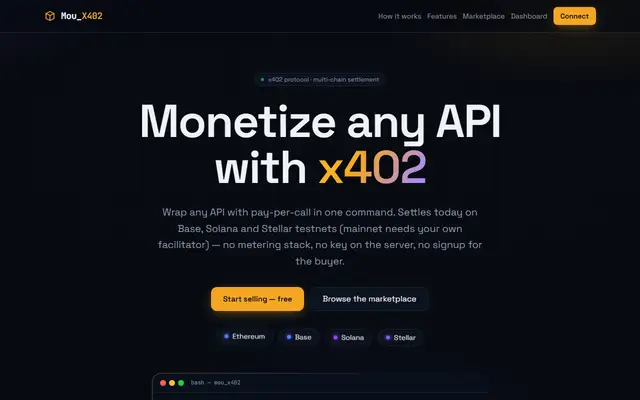 Mou_X402
How it works
Features
Marketplace
Dashboard
Connect
x402 protocol · multi-chain settlement
Monetize any API
with x402
Wrap any API with pay-per-call in one command. Settles today on
Base, Solana and Stellar testnets (mainnet needs your own
facilitator) — no metering stack, no key on the server, no signup for
the buyer.
Start selling — free
Browse the marketplace
Ethereum
Base
Solana
Stellar
bash — mou_x402